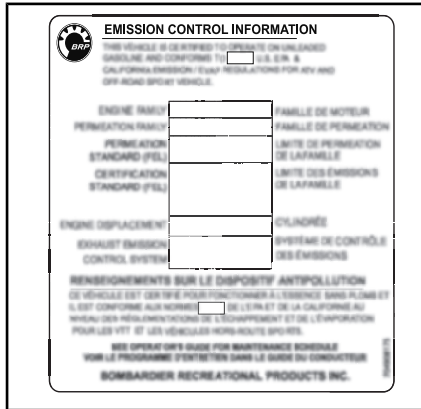 BRP
EMISSION CONTROL INFORMATION
THIS VEHICLE IS CERTIFIED TO OPERATE ON UNLEADED
GASOLINE AND CONFORMS TO U.S. EPA &
CALIFORNIA EMISSION / EVAP REGULATIONS FOR ATV AND
OFF-ROAD SPORT VEHICLE.
ENGINE FAMILY FAMILLE DE MOTEUR
PERMEATION FAMILY FAMILLE DE PERMEATION
PERMEATION LIMITE DE PERMEATION
STANDARD (FEL) DE LA FAMILLE
CERTIFICATION LIMITE DES ÉMISSIONS
STANDARD (FEL) DE LA FAMILLE
ENGINE DISPLACEMENT CYLINDRÉE
EXHAUST EMISSION SYSTÈME DE CONTRÔLE
CONTROL SYSTEM DES ÉMISSIONS
RENSEIGNEMENTS SUR LE DISPOSITIF ANTIPOLLUTION
CE VÉHICULE EST CERTIFIÉ POUR FONCTIONNER À L'ESSENCE SANS PLOMB ET
IL EST CONFORME AUX NORMES DE L'EPA ET DE LA CALIFORNIE AU
NIVEAU DES RÉGLEMENTATIONS DE L'ÉCHAPPEMENT ET DE L'ÉVAPORATION
POUR LES VTT ET LES VÉHICULES HORS-ROUTE SPORTS.
SEE OPERATOR'S GUIDE FOR MAINTENANCE SCHEDULE
VOIR LE PROGRAMME D'ENTRETIEN DANS LE GUIDE DU CONDUCTEUR
BOMBARDIER RECREATIONAL PRODUCTS INC.